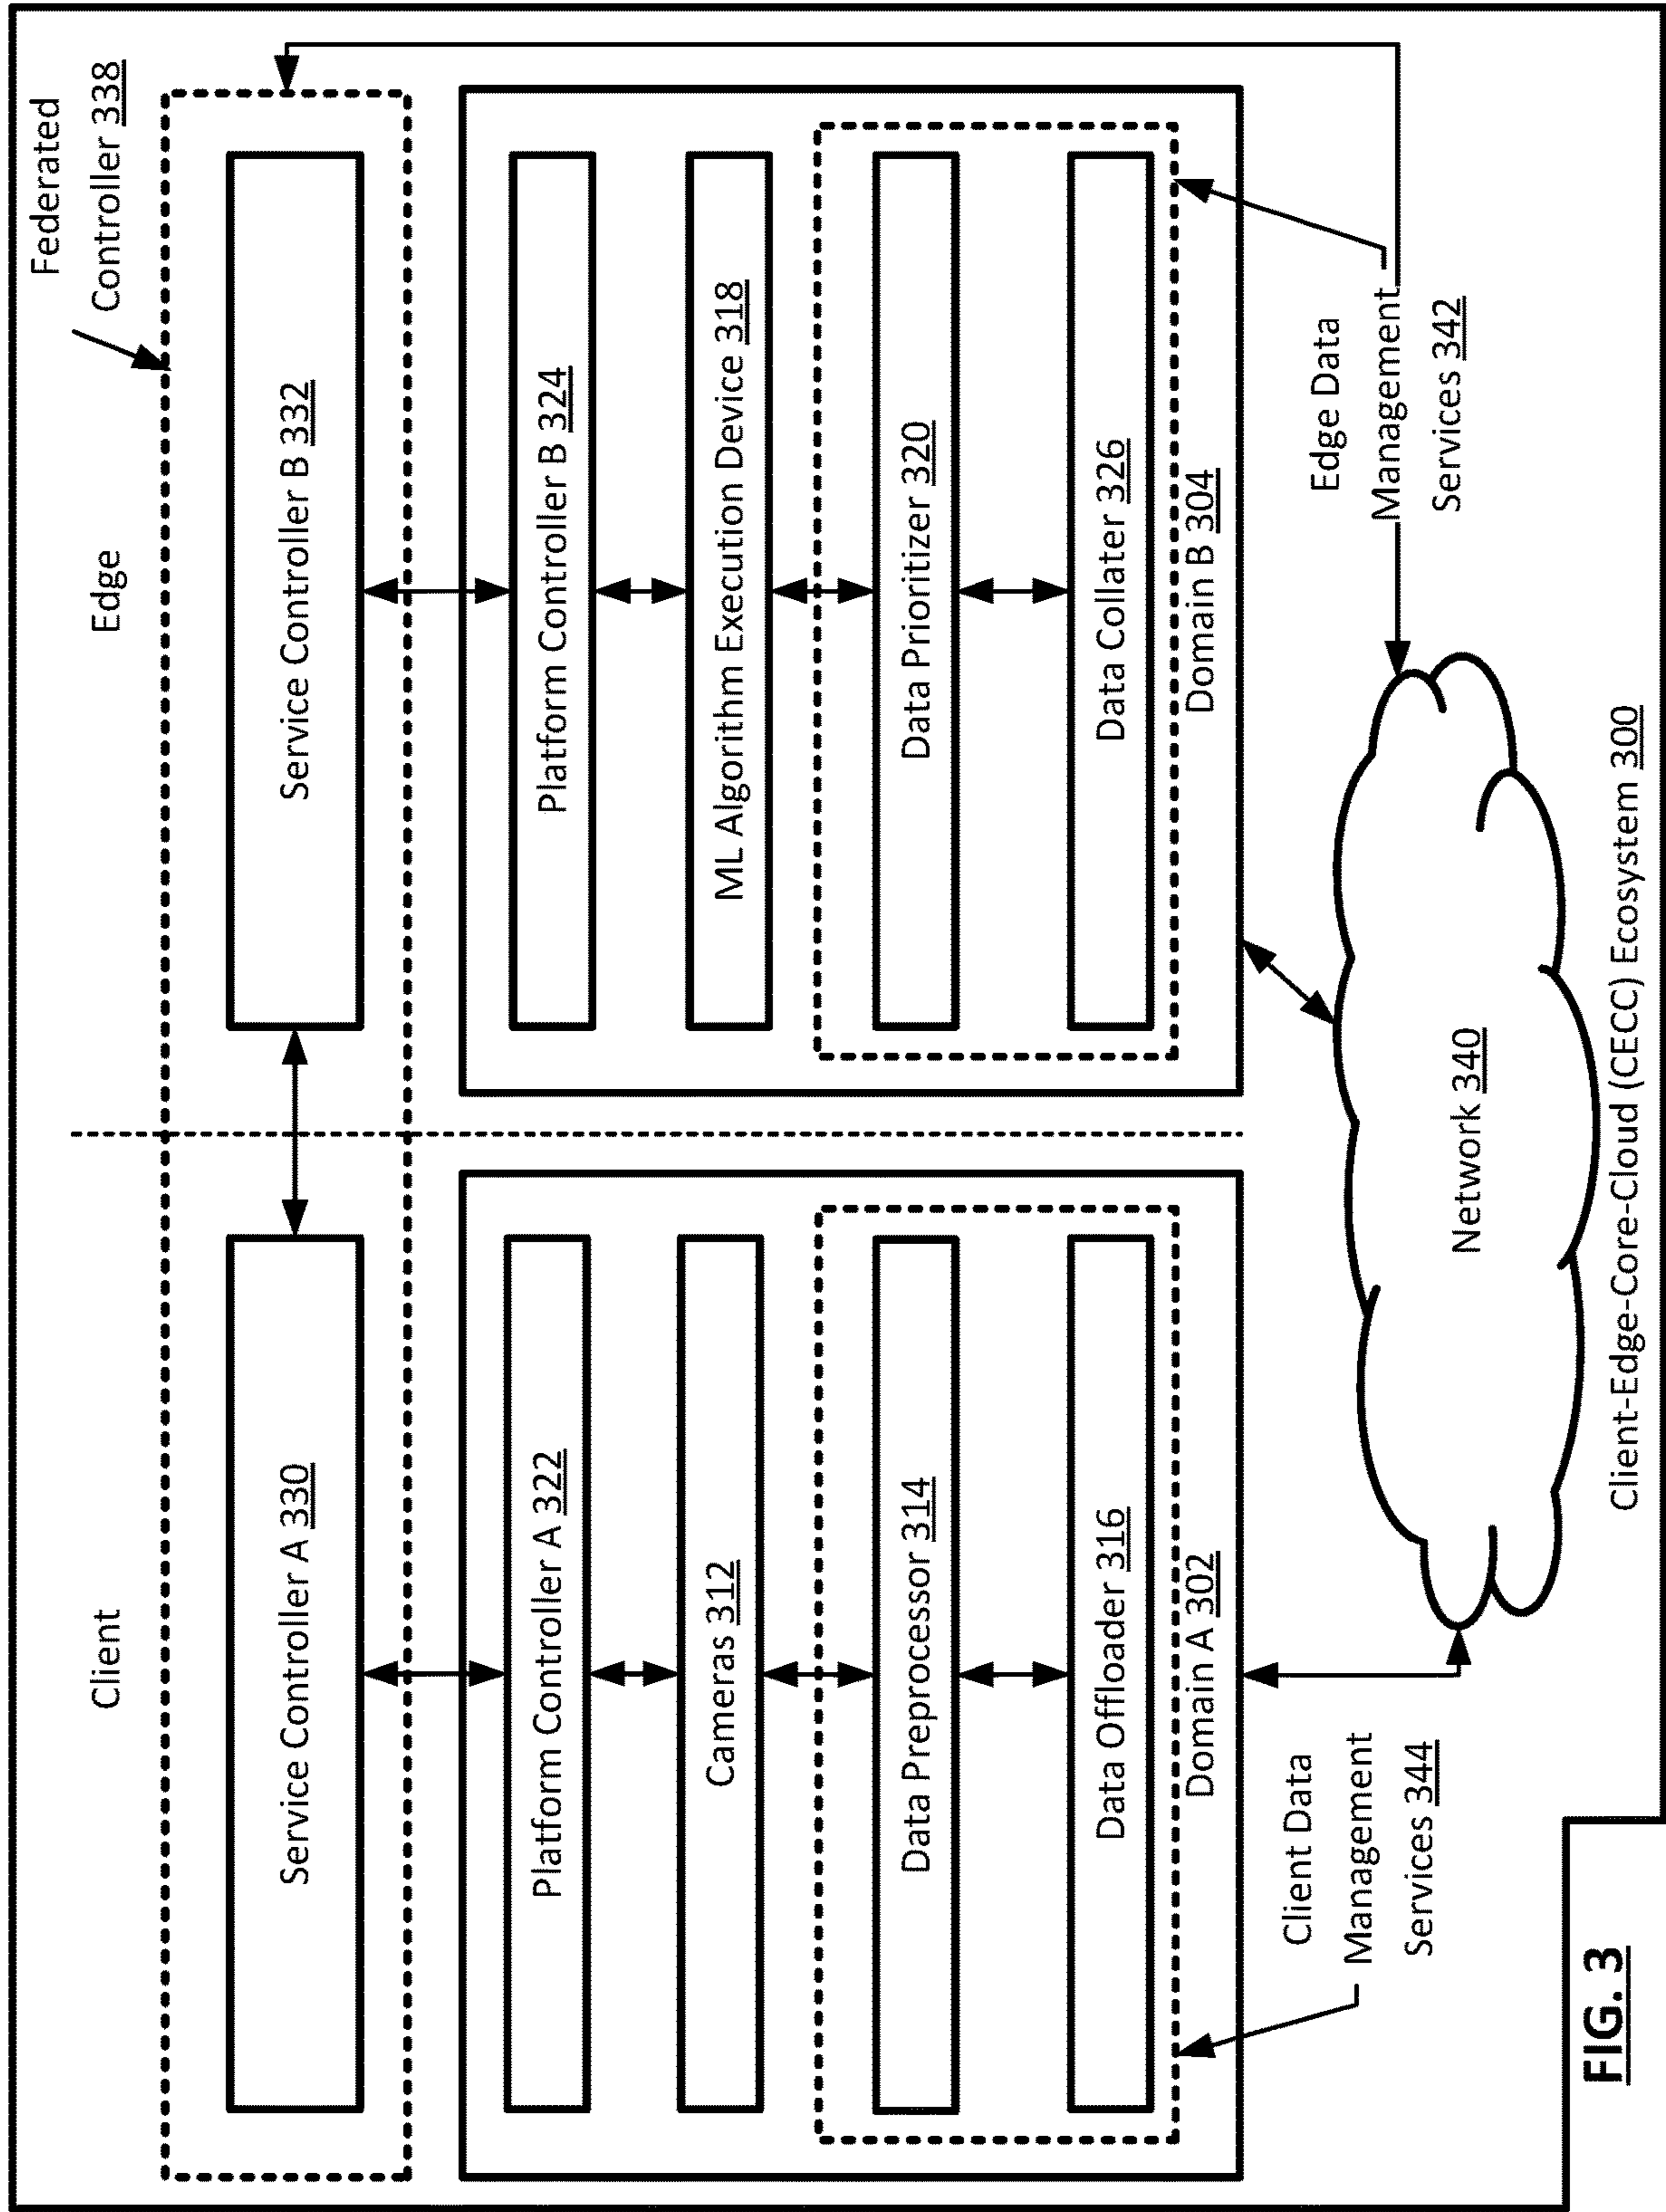 Federated
Controller 338
Client
Edge
Service Controller A 330
Service Controller B 332
Platform Controller A 322
Platform Controller B 324
Cameras 312
ML Algorithm Execution Device 318
Data Preprocessor 314
Data Prioritizer 320
Data Offloader 316
Data Collater 326
Domain A 302
Domain B 304
Client Data
Management
Services 344
Edge Data
Management
Services 342
Network 340
Client-Edge-Core-Cloud (CECC) Ecosystem 300
FIG. 3